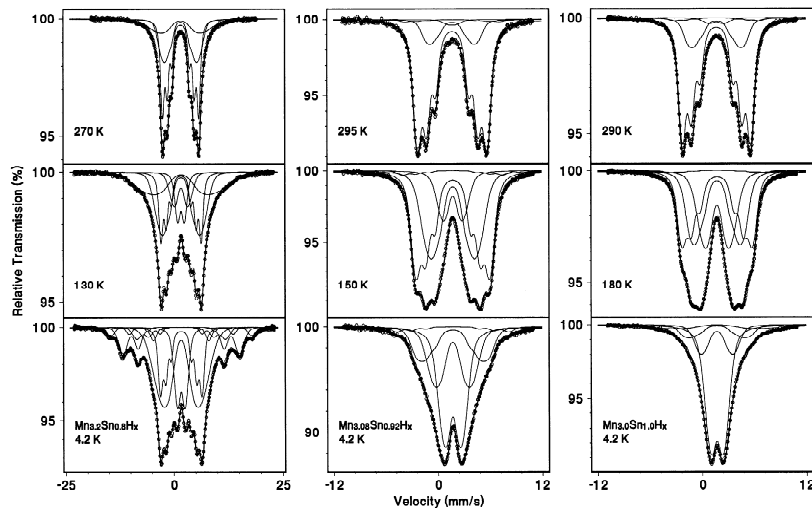 100
95
270 K
100
95
295 K
100
95
290 K
Relative Transmission (%)
100
95
130 K
100
95
150 K
100
95
180 K
100
95
Mn3.2Sn0.8Hx
4.2 K
100
90
Mn3.08Sn0.92Hx
4.2 K
100
95
Mn3.0Sn1.0Hx
4.2 K
-25 0 25
-12 0 12
-12 0 12
Velocity (mm/s)